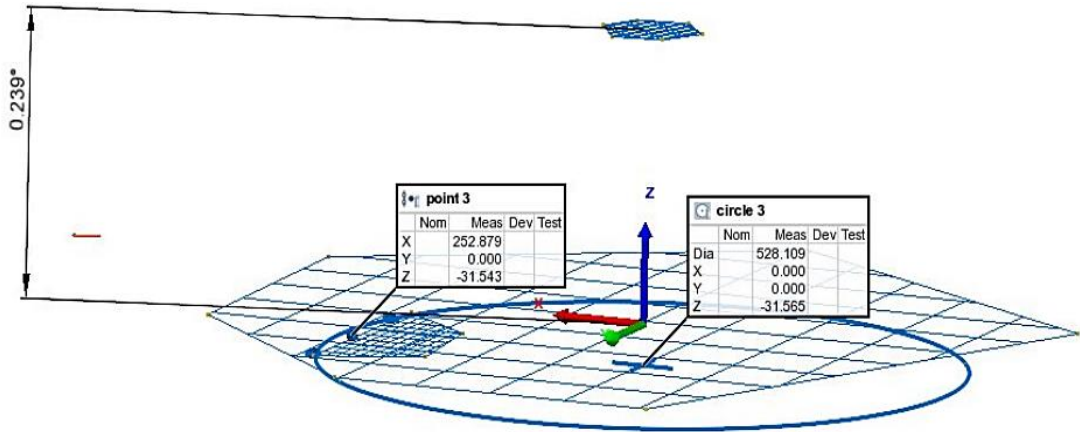 0.239°
point 3
Nom Meas Dev Test
X 252.879
Y 0.000
Z -31.543
Z
X
circle 3
Nom Meas Dev Test
Dia 528.109
X 0.000
Y 0.000
Z -31.565